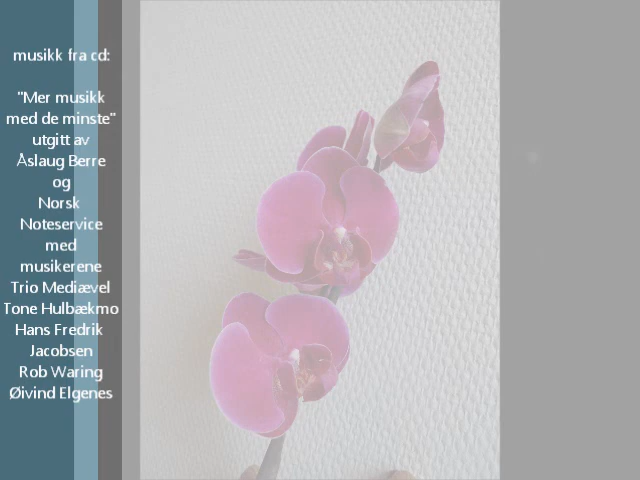 musikk fra cd:
"Mer musikk
med de minste"
utgitt av
Åslaug Berre
og
Norsk
Noteservice
med
musikerene
Trio Mediævel
Tone Hulbækmo
Hans Fredrik
Jacobsen
Rob Waring
Øivind Elgenes